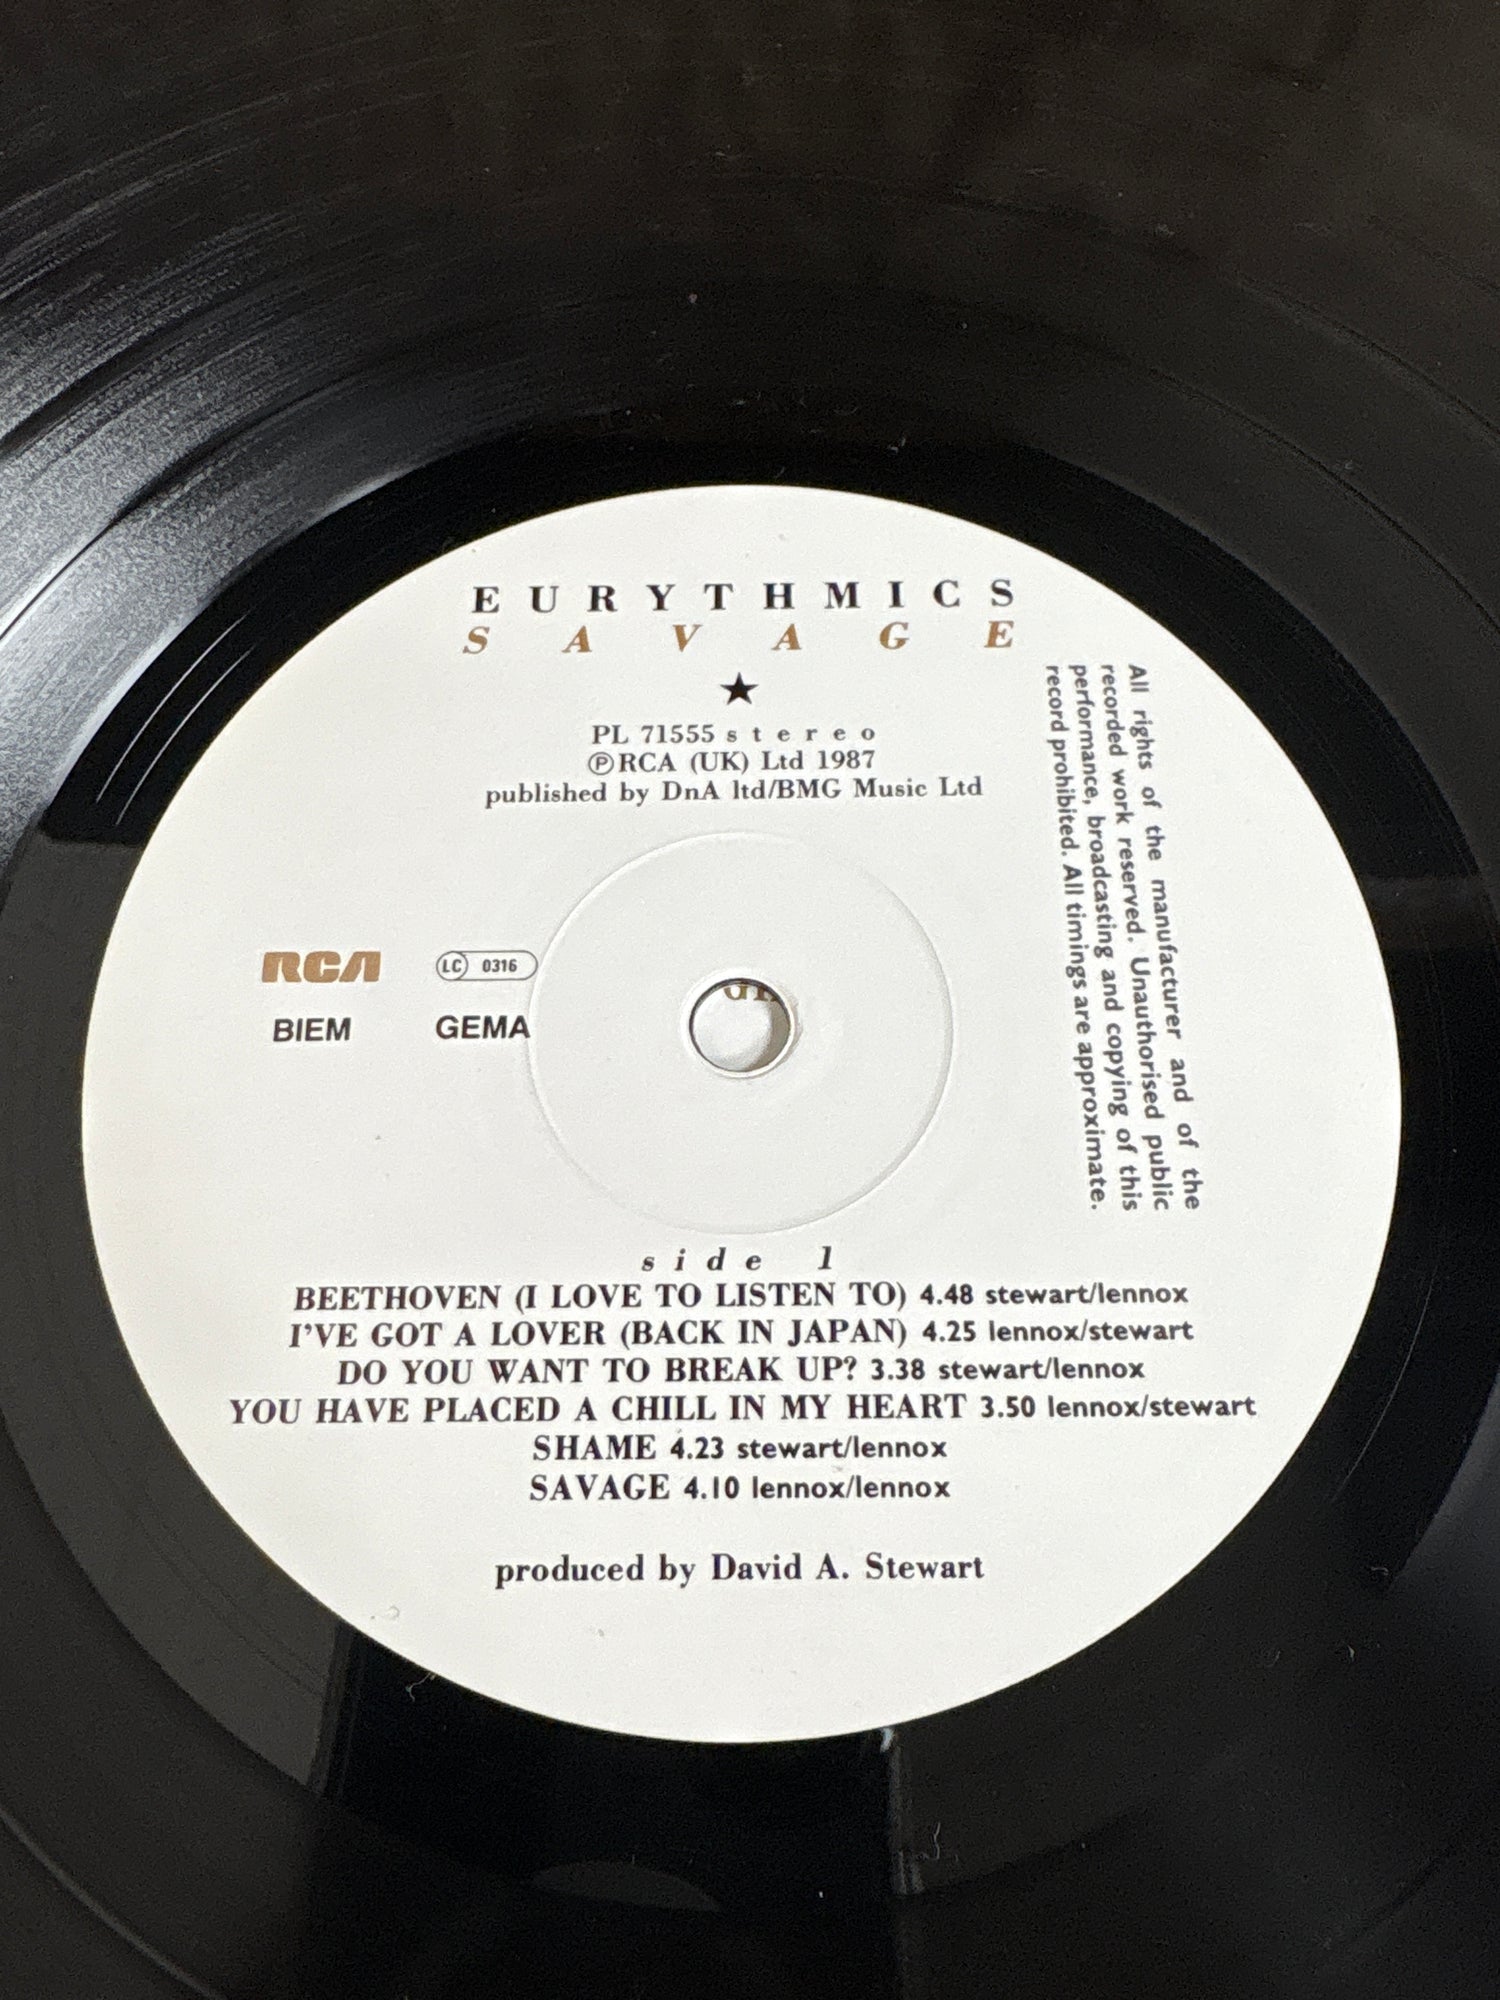 EURYTHMICS
SAVAGE
PL 71555 stereo
ⓅRCA (UK) Ltd 1987
published by DnA ltd/BMG Music Ltd
All rights of the manufacturer and of the
recorded work reserved. Unauthorised public
performance, broadcasting and copying of this
record prohibited. All timings are approximate.
RCA LC 0316
BIEM GEMA
side 1
BEETHOVEN (I LOVE TO LISTEN TO) 4.48 stewart/lennox
I'VE GOT A LOVER (BACK IN JAPAN) 4.25 lennox/stewart
DO YOU WANT TO BREAK UP? 3.38 stewart/lennox
YOU HAVE PLACED A CHILL IN MY HEART 3.50 lennox/stewart
SHAME 4.23 stewart/lennox
SAVAGE 4.10 lennox/lennox
produced by David A. Stewart